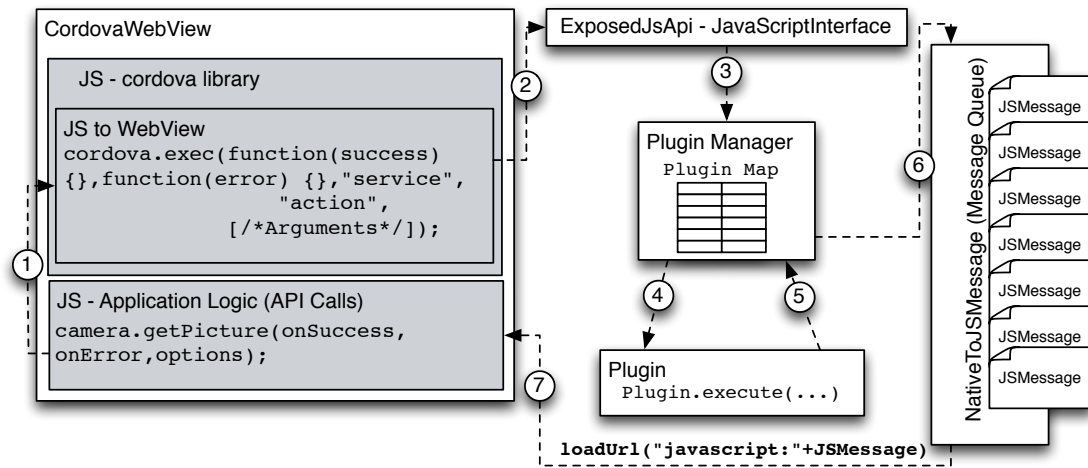 CordovaWebView
JS - cordova library
JS to WebView
cordova.exec(function(success)
{},function(error) {},"service",
"action",
[/*Arguments*/]);
1
JS - Application Logic (API Calls)
camera.getPicture(onSuccess,
onError,options);
2
ExposedJsApi - JavaScriptInterface
3
Plugin Manager
Plugin Map
4
5
Plugin
Plugin.execute(...)
6
NativeToJSMessage (Message Queue)
JSMessage
JSMessage
JSMessage
JSMessage
JSMessage
JSMessage
JSMessage
7
loadUrl("javascript:"+JSMessage)